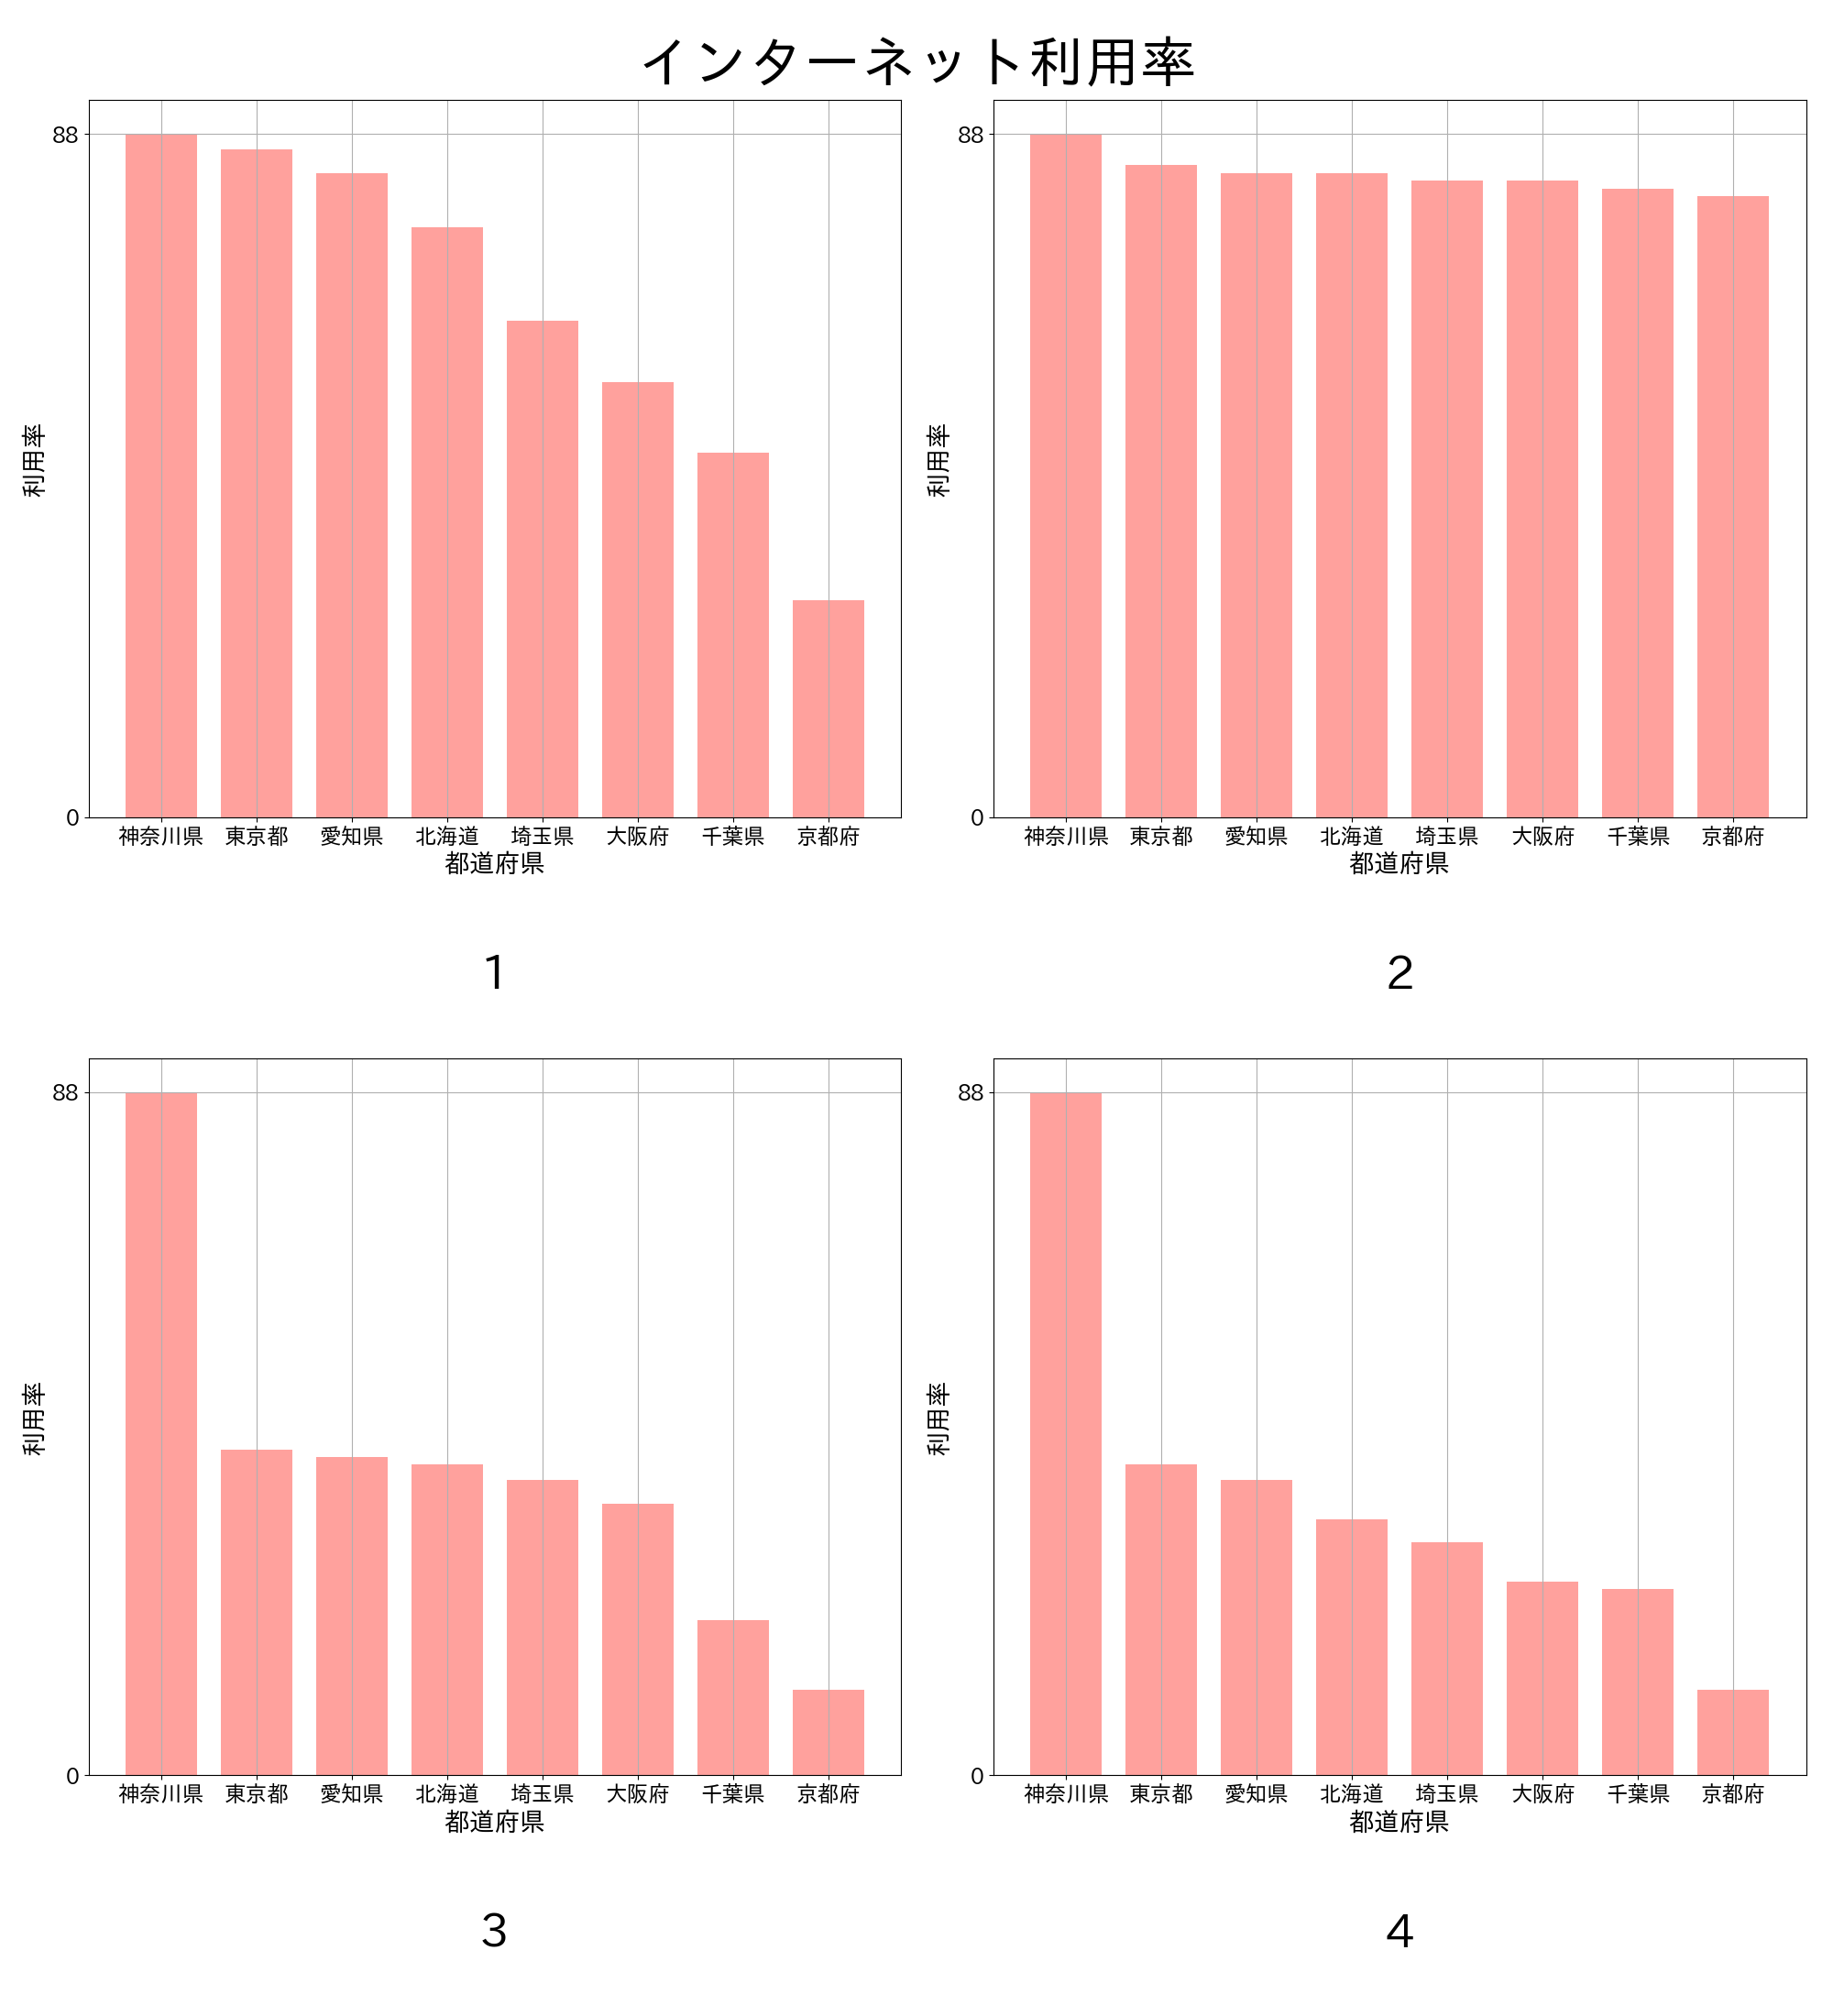 インターネット利用率
88
0
利用率
神奈川県 東京都 愛知県 北海道 埼玉県 大阪府 千葉県 京都府
都道府県
1
88
0
利用率
神奈川県 東京都 愛知県 北海道 埼玉県 大阪府 千葉県 京都府
都道府県
2
88
0
利用率
神奈川県 東京都 愛知県 北海道 埼玉県 大阪府 千葉県 京都府
都道府県
3
88
0
利用率
神奈川県 東京都 愛知県 北海道 埼玉県 大阪府 千葉県 京都府
都道府県
4